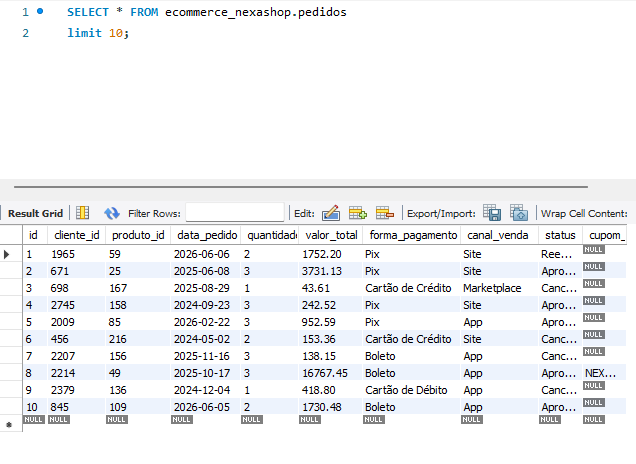 1 SELECT * FROM ecommerce_nexashop.pedidos
2 limit 10;
Result Grid Filter Rows: Edit: Export/Import: Wrap Cell Content:
id cliente_id produto_id data_pedido quantidade valor_total forma_pagamento canal_venda status cupom_
1 1965 59 2026-06-06 2 1752.20 Pix Site Ree... NULL
2 671 25 2025-06-08 3 3731.13 Pix Site Apro... NULL
3 698 167 2025-08-29 1 43.61 Cartão de Crédito Marketplace Canc... NULL
4 2745 158 2024-09-23 3 242.52 Pix Site Apro... NULL
5 2009 85 2026-02-22 3 952.59 Pix App Apro... NULL
6 456 216 2024-05-02 2 153.36 Cartão de Crédito Site Canc... NULL
7 2207 156 2025-11-16 3 138.15 Boleto App Canc... NULL
8 2214 49 2025-10-17 3 16767.45 Boleto App Apro... NEX...
9 2379 136 2024-12-04 1 418.80 Cartão de Débito App Canc... NULL
10 845 109 2026-06-05 2 1730.48 Boleto App Apro... NULL
NULL NULL NULL NULL NULL NULL NULL NULL NULL NULL